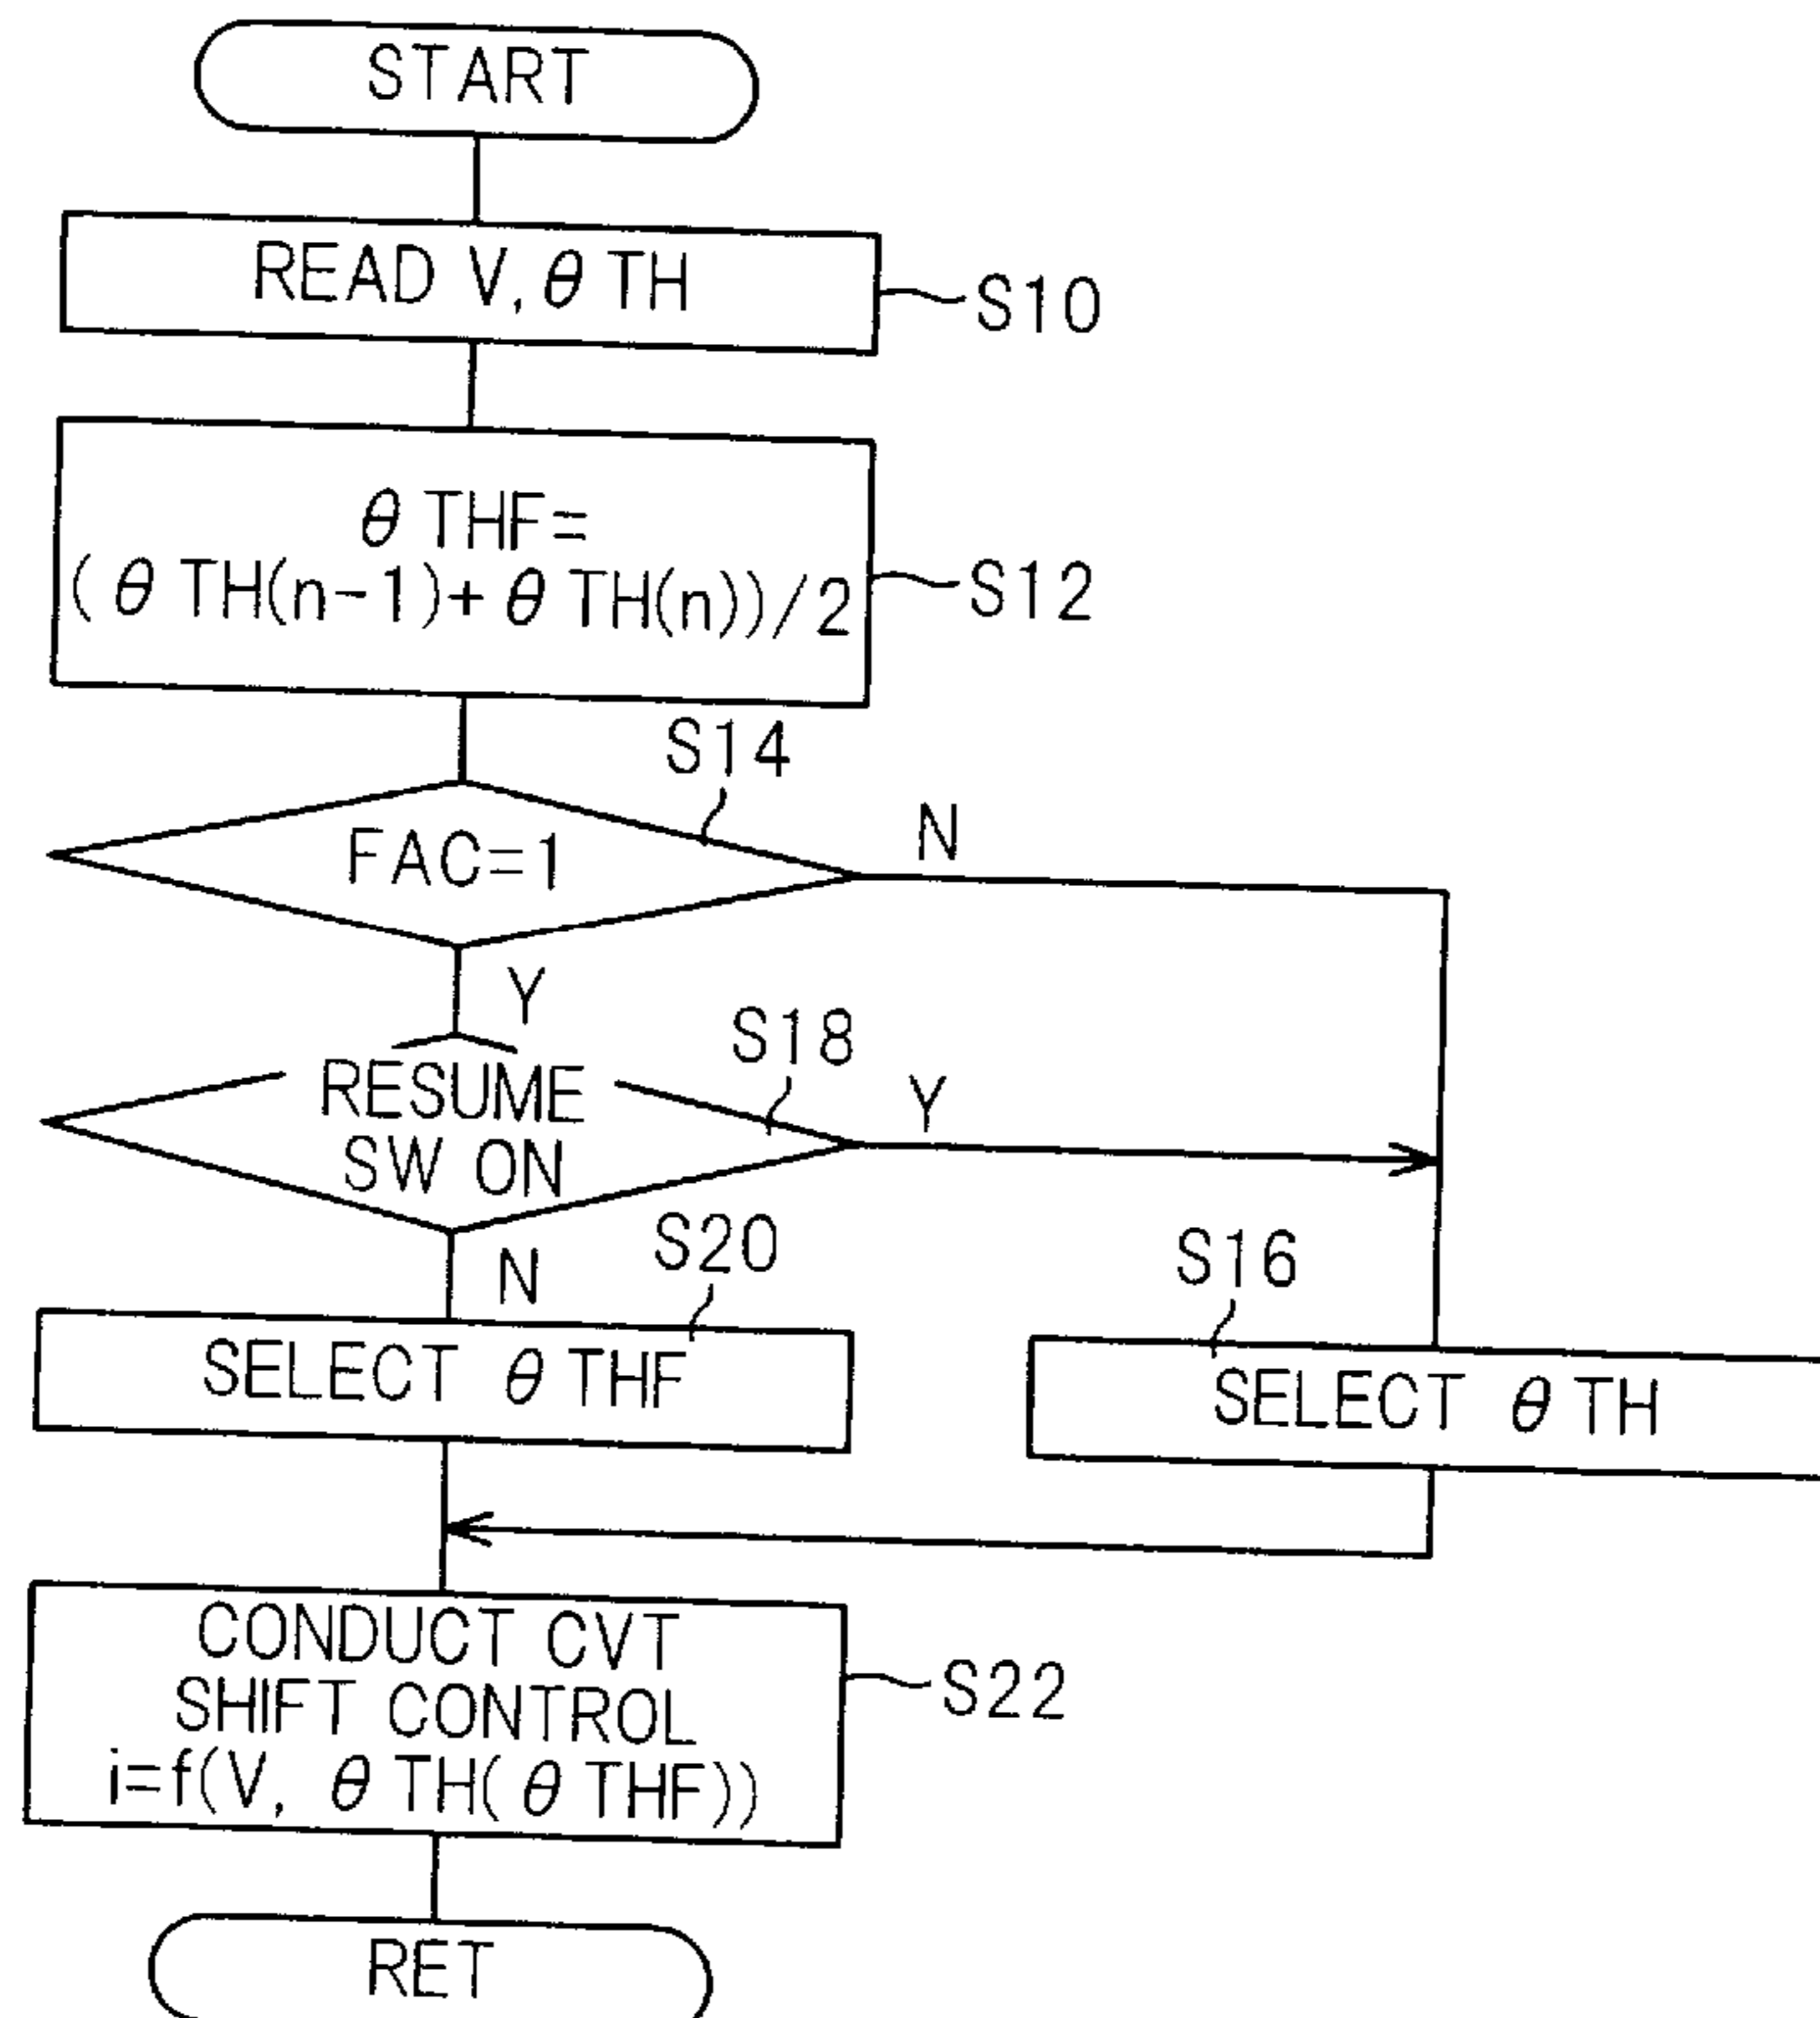 START
READ V, θ TH
S10
θ THF=
(θ TH(n-1)+ θ TH(n))/2
S12
S14
FAC=1
N
Y
S18
RESUME
SW ON
Y
N
S20
SELECT θ THF
S16
SELECT θ TH
CONDUCT CVT
SHIFT CONTROL
i=f(V, θ TH(θ THF))
S22
RET